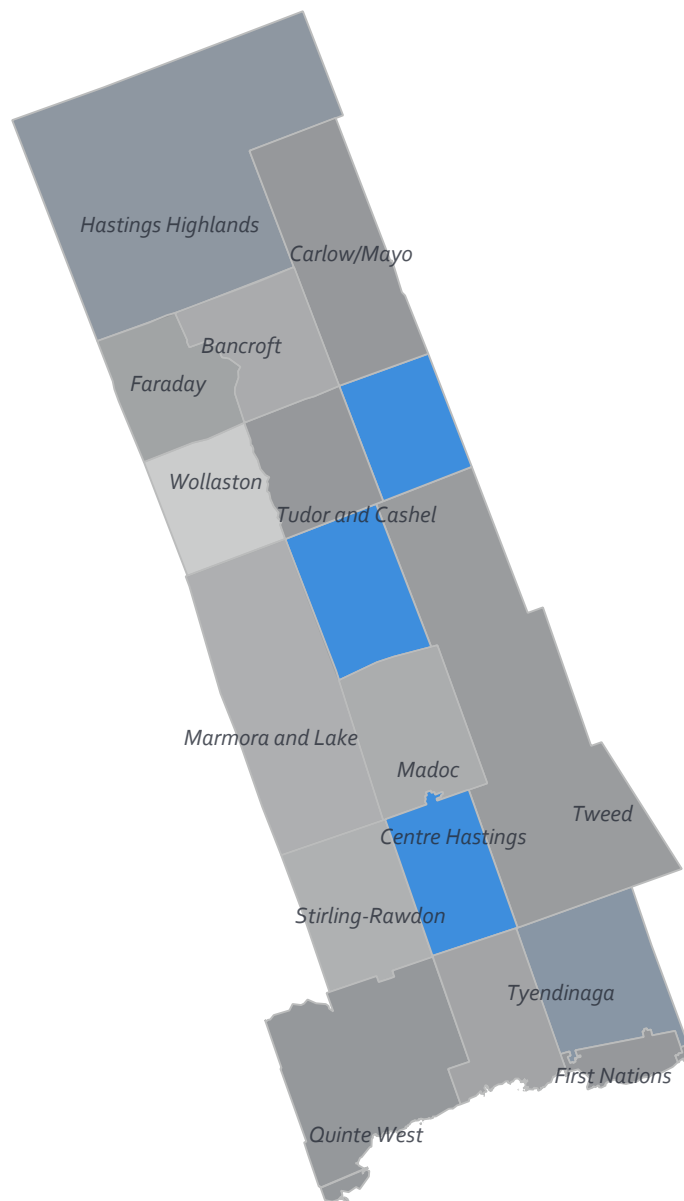 Hastings Highlands
Carlow/Mayo
Bancroft
Faraday
Wollaston
Tudor and Cashel
Marmora and Lake
Madoc
Tweed
Centre Hastings
Stirling-Rawdon
Tyendinaga
First Nations
Quinte West